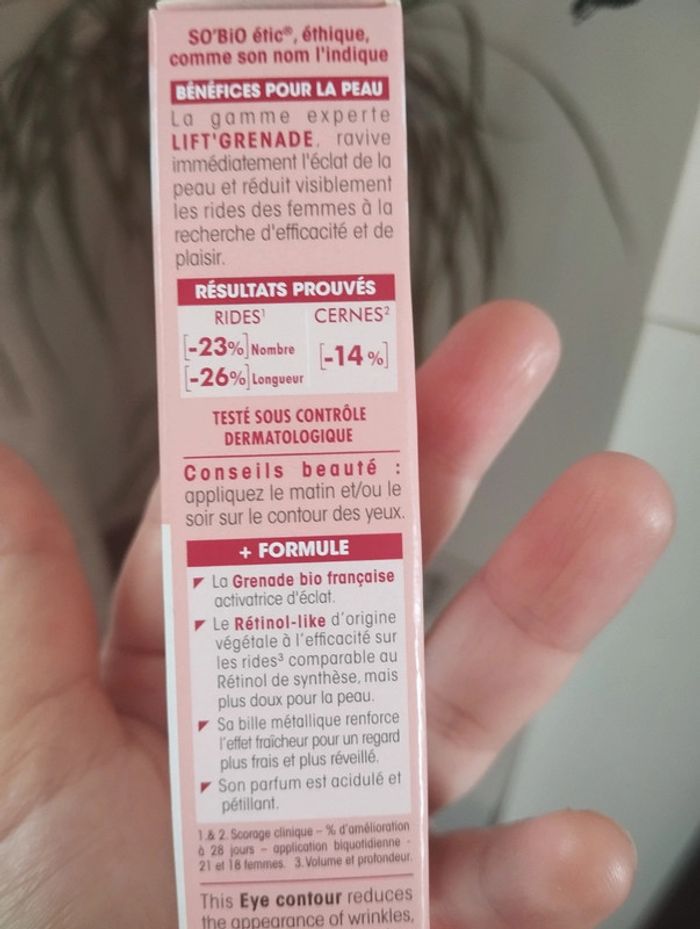 SO'BiO étic®, éthique,
comme son nom l'indique
BÉNÉFICES POUR LA PEAU
La gamme experte
LIFT'GRENADE, ravive
immédiatement l'éclat de la
peau et réduit visiblement
les rides des femmes à la
recherche d'efficacité et de
plaisir.
RÉSULTATS PROUVÉS
RIDES¹ CERNES²
[-23%] Nombre [-14%]
[-26%] Longueur
TESTÉ SOUS CONTRÔLE
DERMATOLOGIQUE
Conseils beauté :
appliquez le matin et/ou le
soir sur le contour des yeux.
+ FORMULE
La Grenade bio française
activatrice d'éclat.
Le Rétinol-like d'origine
végétale à l'efficacité sur
les rides³ comparable au
Rétinol de synthèse, mais
plus doux pour la peau.
Sa bille métallique renforce
l'effet fraîcheur pour un regard
plus frais et plus réveillé.
Son parfum est acidulé et
pétillant.
1.& 2. Scorage clinique – % d'amélioration
à 28 jours – application biquotidienne -
21 et 18 femmes. 3. Volume et profondeur.
This Eye contour reduces
the appearance of wrinkles,